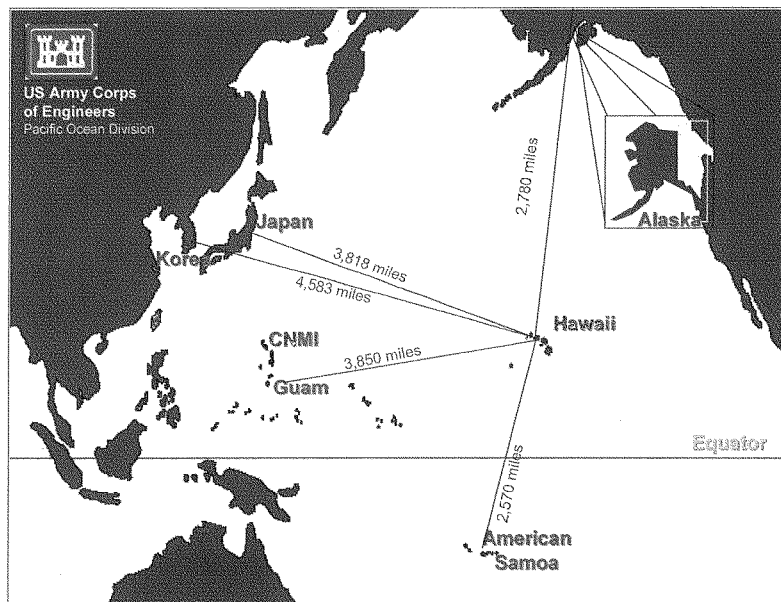 US Army Corps
of Engineers
Pacific Ocean Division
2,780 miles
Alaska
Japan
Korea
3,818 miles
4,583 miles
Hawaii
CNMI
3,850 miles
Guam
Equator
2,570 miles
American
Samoa